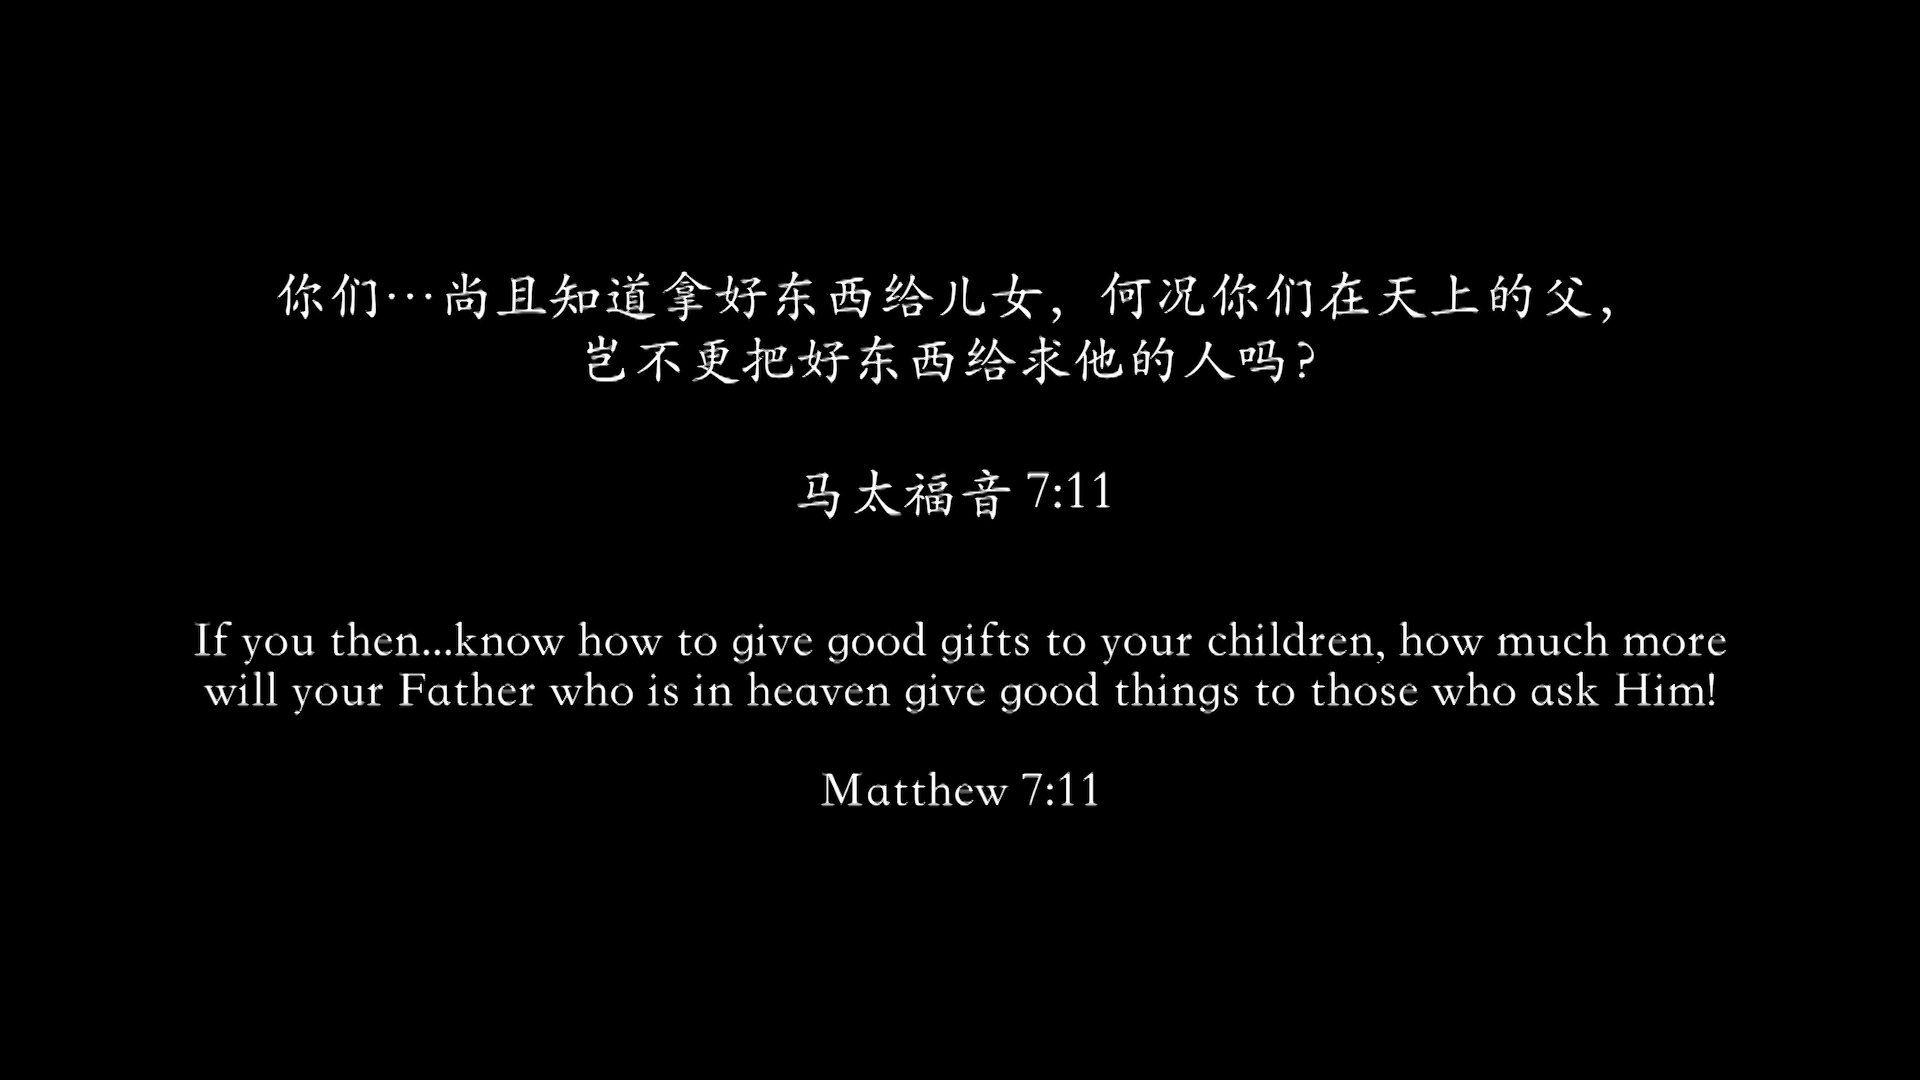 你们…尚且知道拿好东西给儿女，何况你们在天上的父，
岂不更把好东西给求他的人吗？
马太福音 7:11
If you then...know how to give good gifts to your children, how much more
will your Father who is in heaven give good things to those who ask Him!
Matthew 7:11